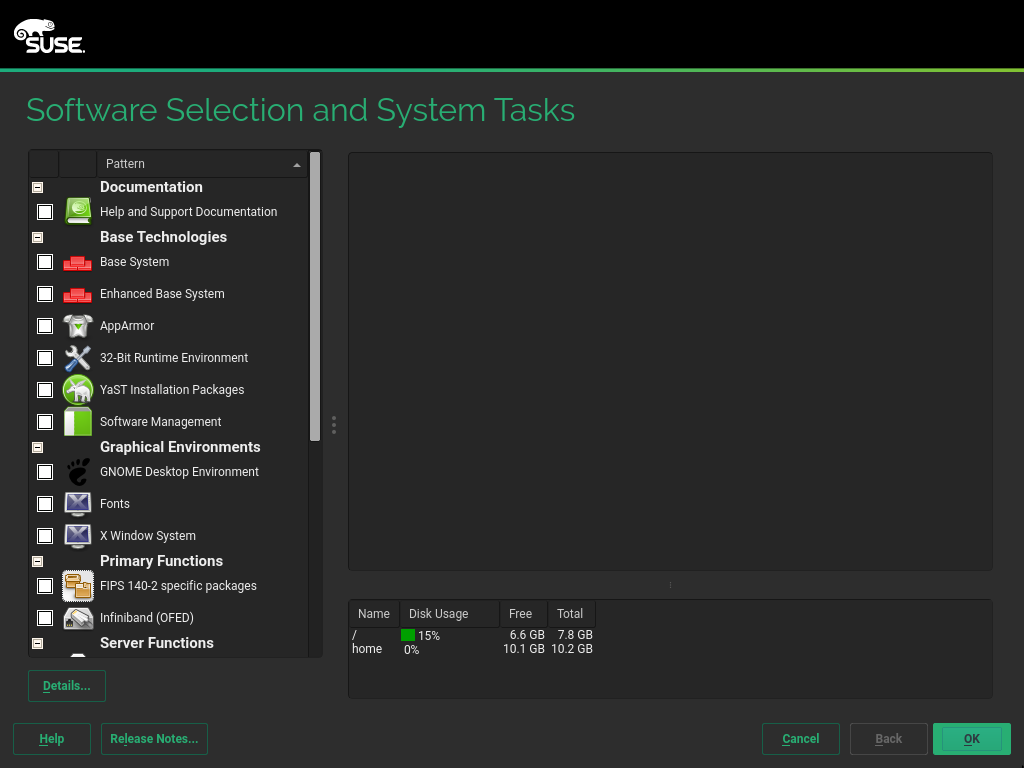 SUSE.
Software Selection and System Tasks
Pattern
Documentation
Help and Support Documentation
Base Technologies
Base System
Enhanced Base System
AppArmor
32-Bit Runtime Environment
YaST Installation Packages
Software Management
Graphical Environments
GNOME Desktop Environment
Fonts
X Window System
Primary Functions
FIPS 140-2 specific packages
Infiniband (OFED)
Server Functions
Name Disk Usage Free Total
/ 15% 6.6 GB 7.8 GB
home 0% 10.1 GB 10.2 GB
Details...
Help Release Notes... Cancel Back OK